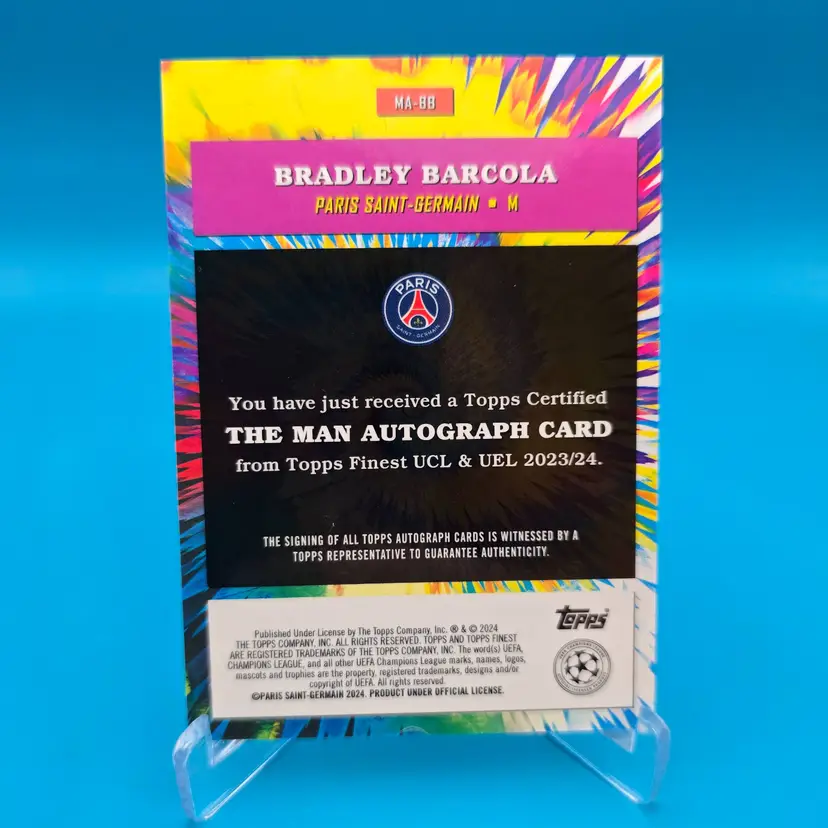 MA-BB
BRADLEY BARCOLA
PARIS SAINT-GERMAIN ▪ M
PARIS
SAINT-GERMAIN
You have just received a Topps Certified
THE MAN AUTOGRAPH CARD
from Topps Finest UCL & UEL 2023/24.
THE SIGNING OF ALL TOPPS AUTOGRAPH CARDS IS WITNESSED BY A
TOPPS REPRESENTATIVE TO GUARANTEE AUTHENTICITY.
Topps
Published Under License by The Topps Company, Inc. ® & © 2024
THE TOPPS COMPANY, INC. ALL RIGHTS RESERVED. TOPPS AND TOPPS FINEST
ARE REGISTERED TRADEMARKS OF THE TOPPS COMPANY, INC. The word(s) UEFA,
CHAMPIONS LEAGUE, and all other UEFA Champions League marks, names, logos,
mascots and trophies are the property, registered trademarks, designs and/or
copyright of UEFA. All rights reserved.
©PARIS SAINT-GERMAIN 2024. PRODUCT UNDER OFFICIAL LICENSE.